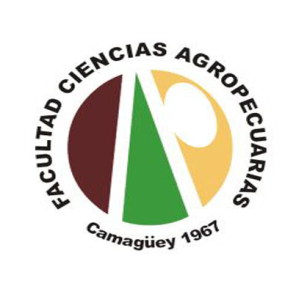 FACULTAD CIENCIAS AGROPECUARIAS
Camagüey 1967